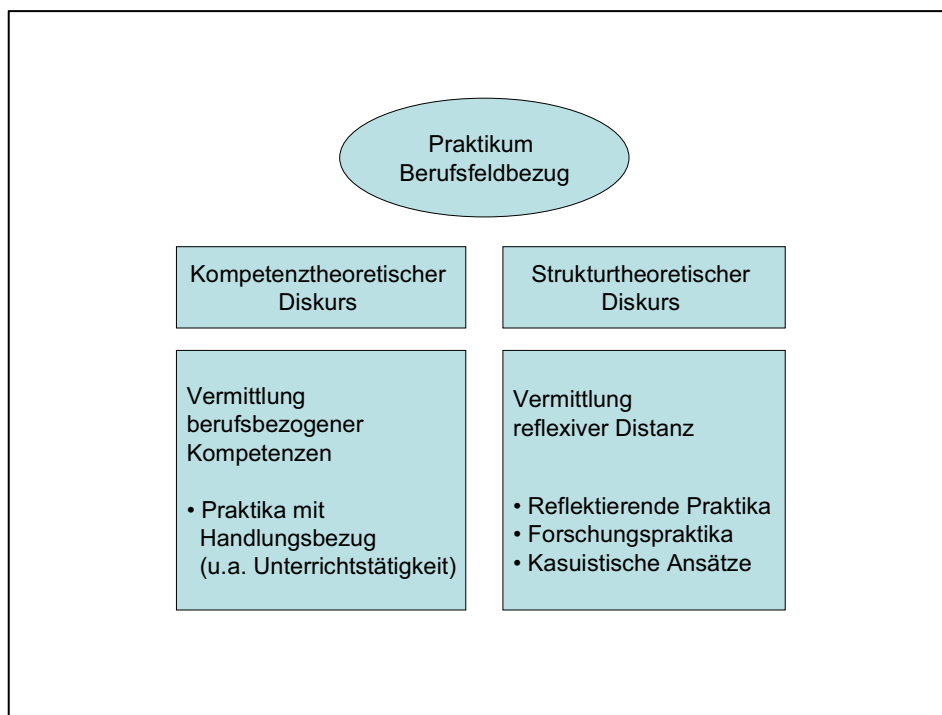 Praktikum
Berufsfeldbezug
Kompetenztheoretischer
Diskurs
Strukturtheoretischer
Diskurs
Vermittlung
berufsbezogener
Kompetenzen
• Praktika mit
Handlungsbezug
(u.a. Unterrichtstätigkeit)
Vermittlung
reflexiver Distanz
• Reflektierende Praktika
• Forschungspraktika
• Kasuistische Ansätze